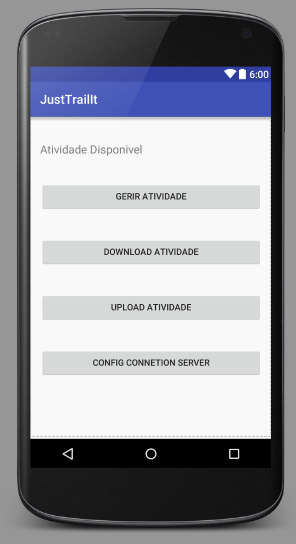 6:00
JustTrailIt
Atividade Disponivel
GERIR ATIVIDADE
DOWNLOAD ATIVIDADE
UPLOAD ATIVIDADE
CONFIG CONNETION SERVER